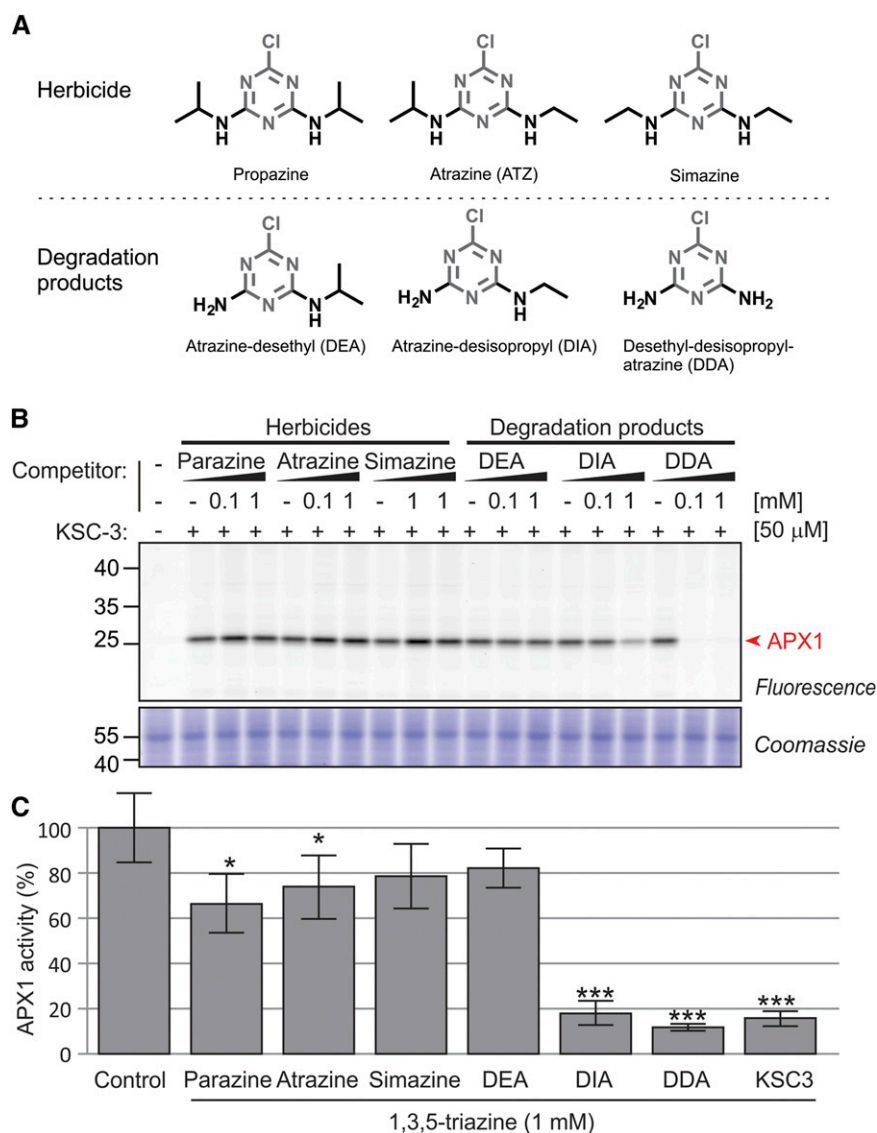 A
Herbicide
Cl
N
N
N
N
H
N
H
Propazine
Cl
N
N
N
N
H
N
H
Atrazine (ATZ)
Cl
N
N
N
N
H
N
H
Simazine
Degradation
products
Cl
N
N
N
H2N
N
H
Atrazine-desethyl (DEA)
Cl
N
N
N
H2N
N
H
Atrazine-desisopropyl (DIA)
Cl
N
N
N
H2N
NH2
Desethyl-desisopropyl-
atrazine (DDA)
B
Herbicides Degradation products
Competitor: - Parazine Atrazine Simazine DEA DIA DDA
- - 0.1 1 - 0.1 1 - 1 1 - 0.1 1 - 0.1 1 - 0.1 1 [mM]
KSC-3: - + + + + + + + + + + + + + + + + + + [50 µM]
40
35
25
APX1
Fluorescence
55
40
Coomassie
C
APX1 activity (%)
100
80
60
40
20
0
*
*
***
***
***
Control Parazine Atrazine Simazine DEA DIA DDA KSC3
1,3,5-triazine (1 mM)